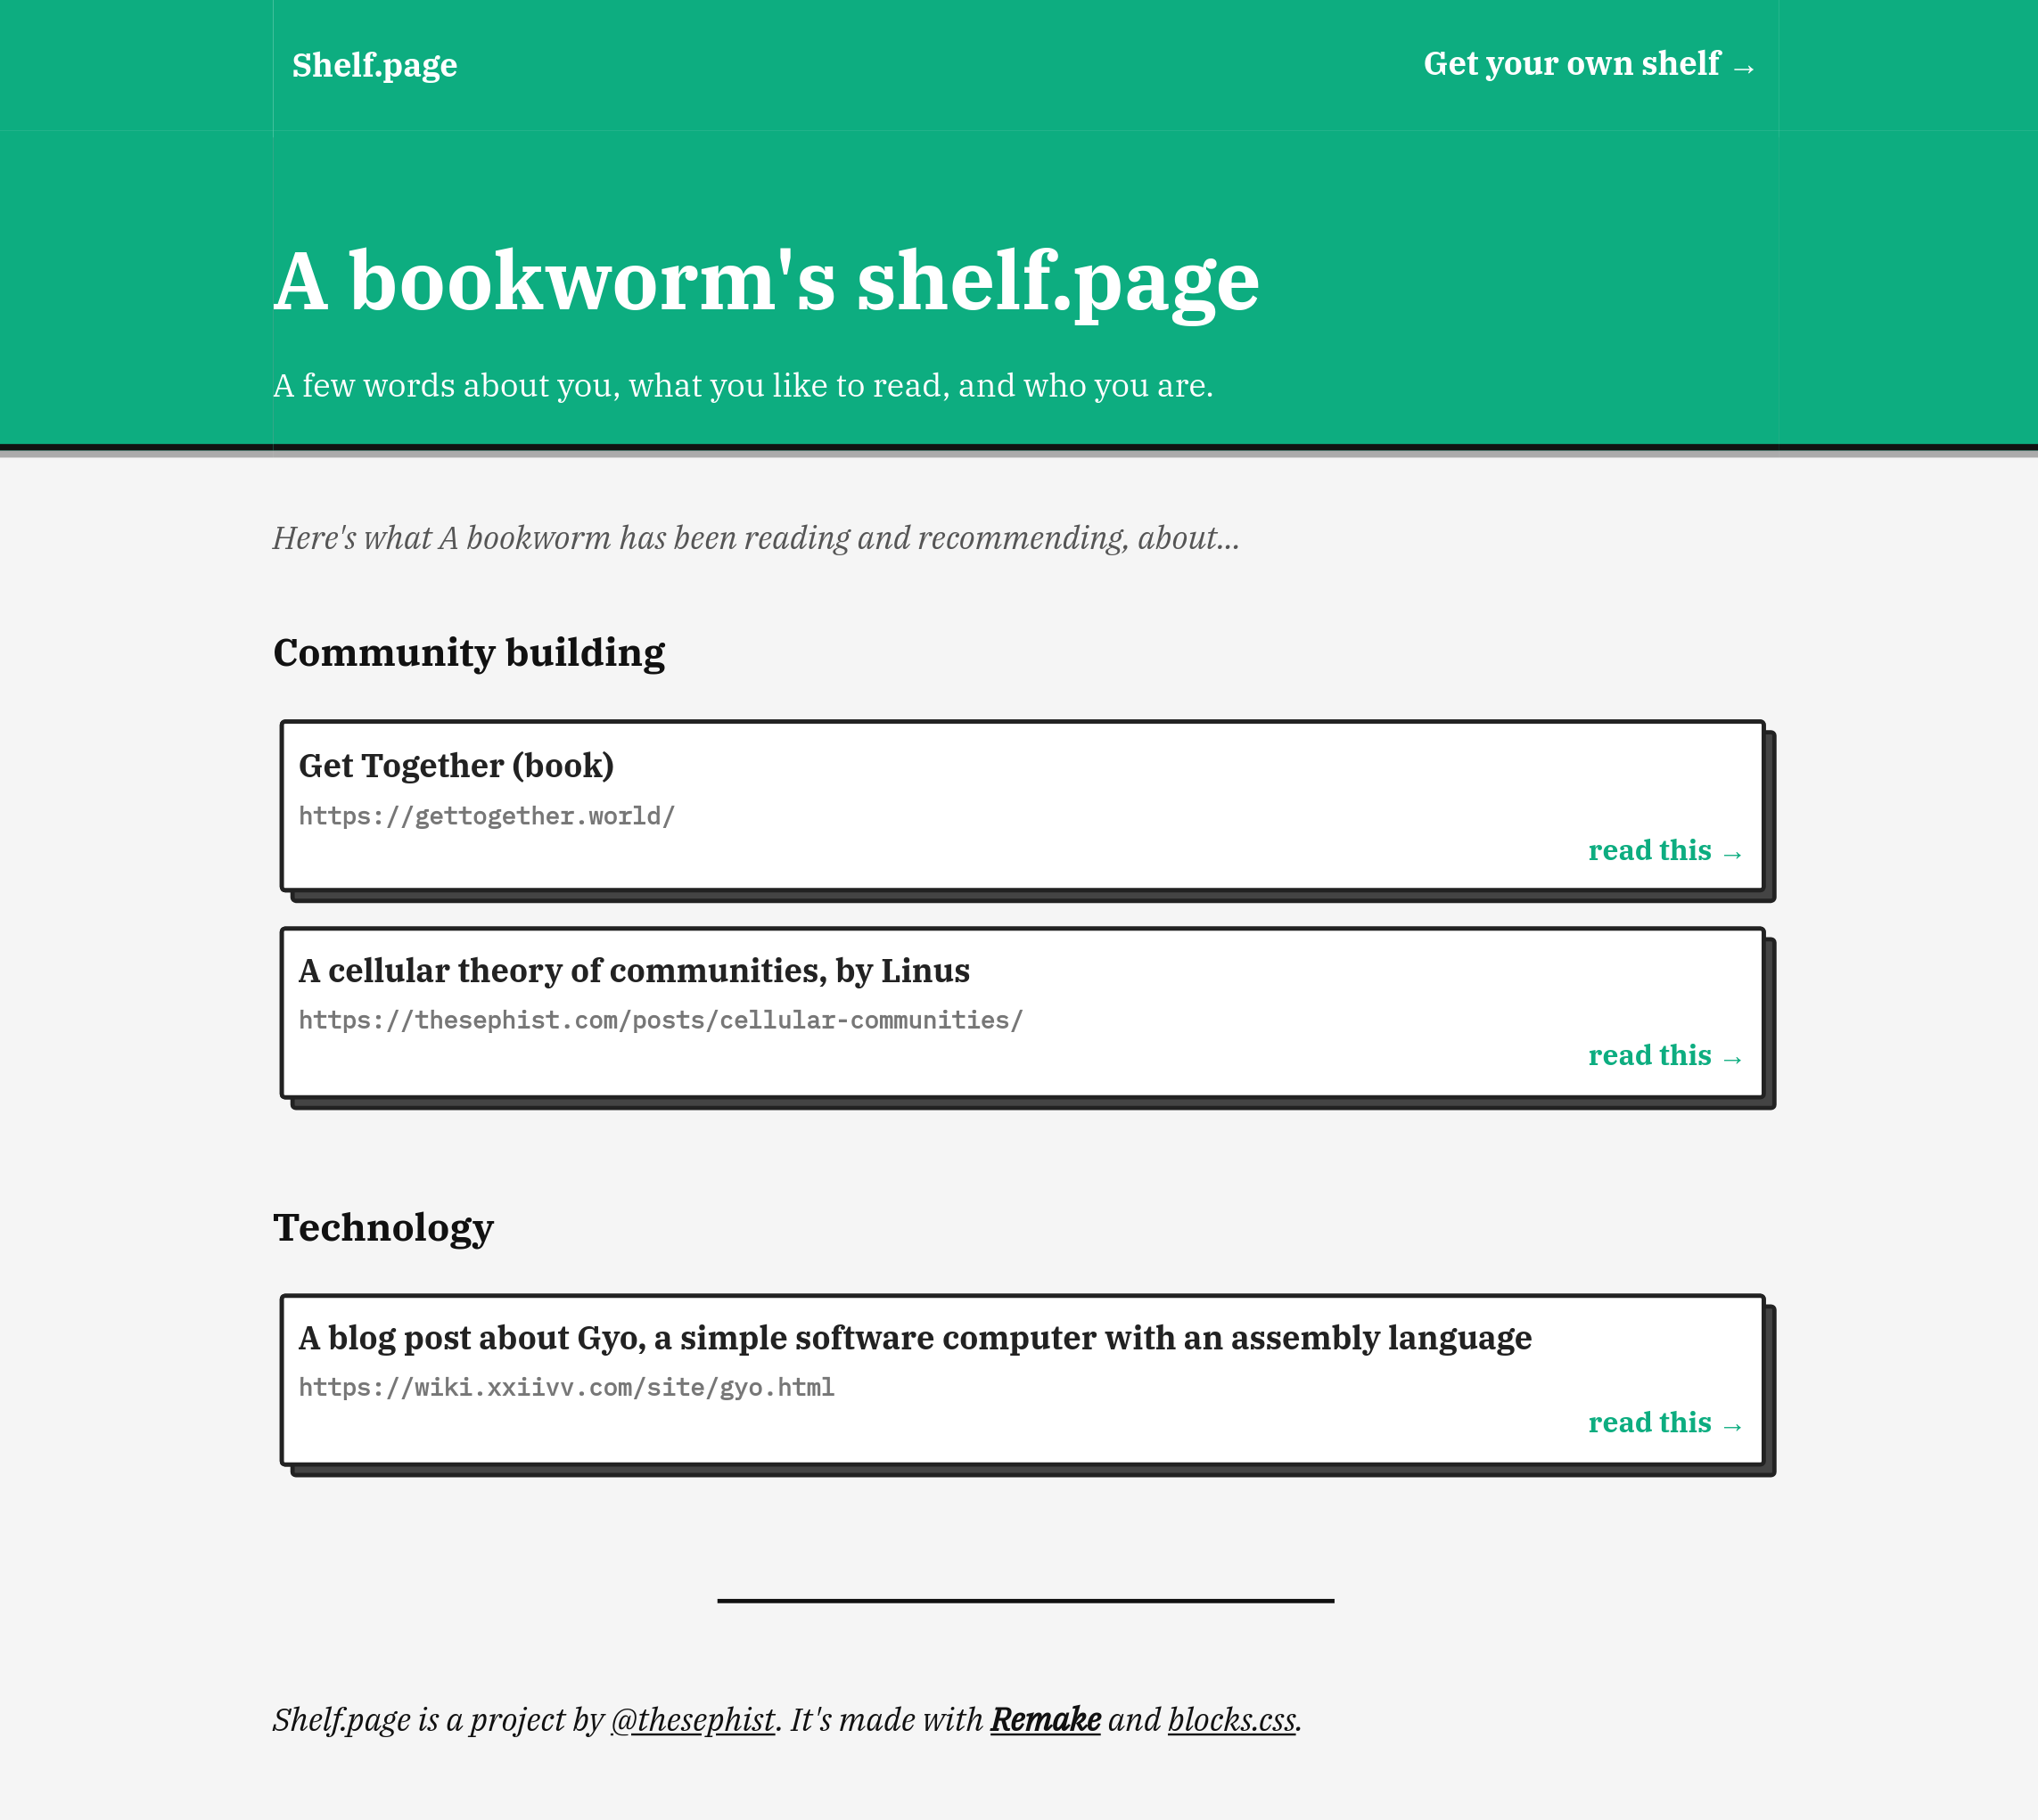 Shelf.page
Get your own shelf →
A bookworm's shelf.page
A few words about you, what you like to read, and who you are.
Here's what A bookworm has been reading and recommending, about...
Community building
Get Together (book)
https://gettogether.world/
read this →
A cellular theory of communities, by Linus
https://thesephist.com/posts/cellular-communities/
read this →
Technology
A blog post about Gyo, a simple software computer with an assembly language
https://wiki.xxiivv.com/site/gyo.html
read this →
Shelf.page is a project by @thesephist. It's made with Remake and blocks.css.